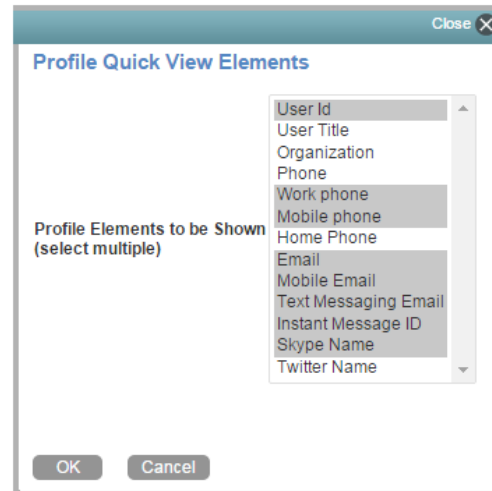 Close
Profile Quick View Elements
Profile Elements to be Shown
(select multiple)
User Id
User Title
Organization
Phone
Work phone
Mobile phone
Home Phone
Email
Mobile Email
Text Messaging Email
Instant Message ID
Skype Name
Twitter Name
OK
Cancel